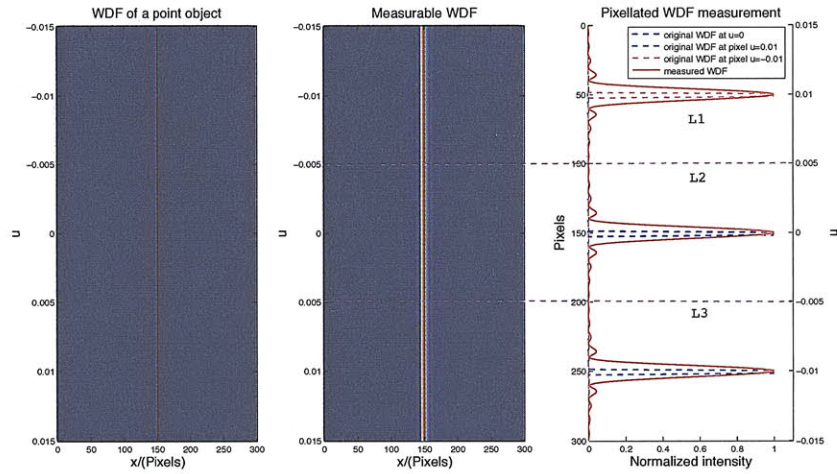 WDF of a point object
-0.015
-0.01
-0.005
0
0.005
0.01
0.015
u
0 50 100 150 200 250 300
x/(Pixels)
Measurable WDF
-0.015
-0.01
-0.005
0
0.005
0.01
0.015
u
0 50 100 150 200 250 300
x/(Pixels)
Pixellated WDF measurement
original WDF at u=0
original WDF at pixel u=0.01
original WDF at pixel u=-0.01
measured WDF
L1
L2
L3
0
50
100
150
200
250
300
Pixels
0.01
0.005
0
-0.005
-0.01
-0.015
u
0 0.2 0.4 0.6 0.8 1
Normalized intensity